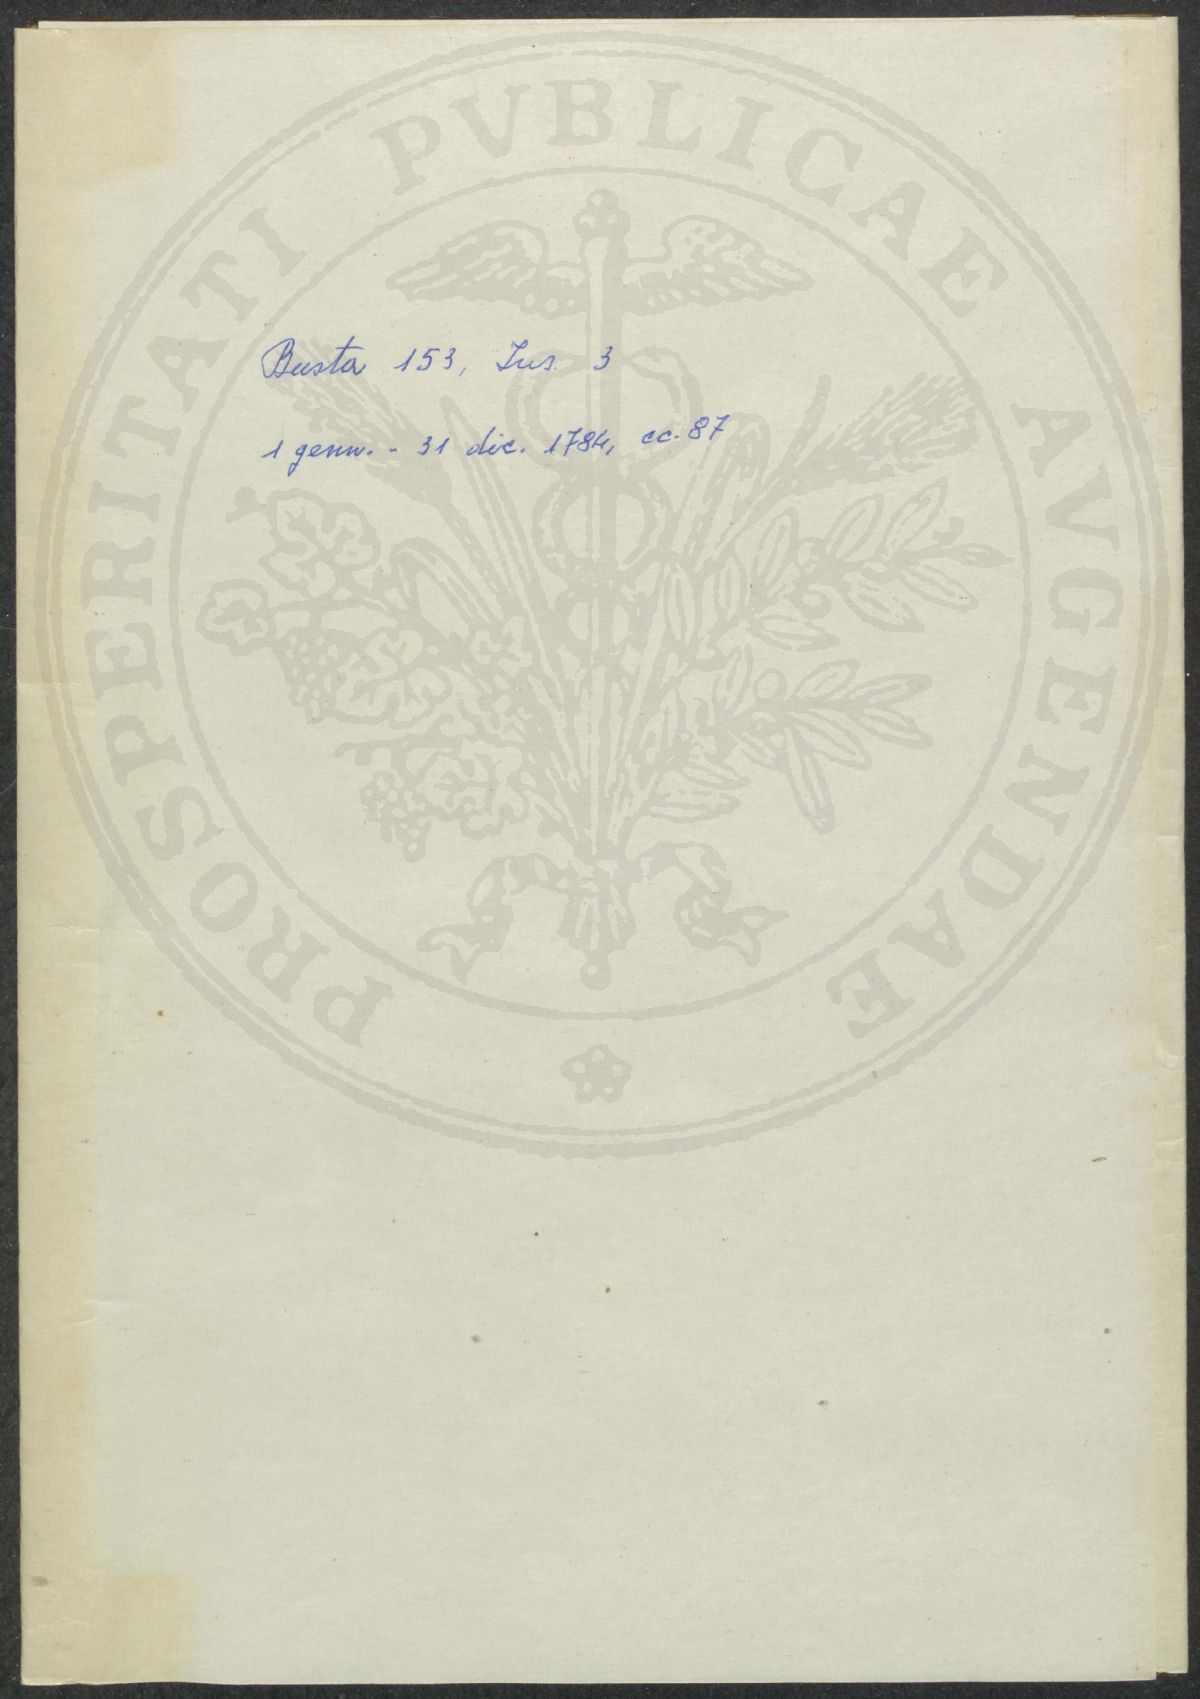 PROSPERITATI PVBLICAE AVGENDAE
Busta 153, Ins. 3
1 genn. - 31 dic. 1784, cc. 87